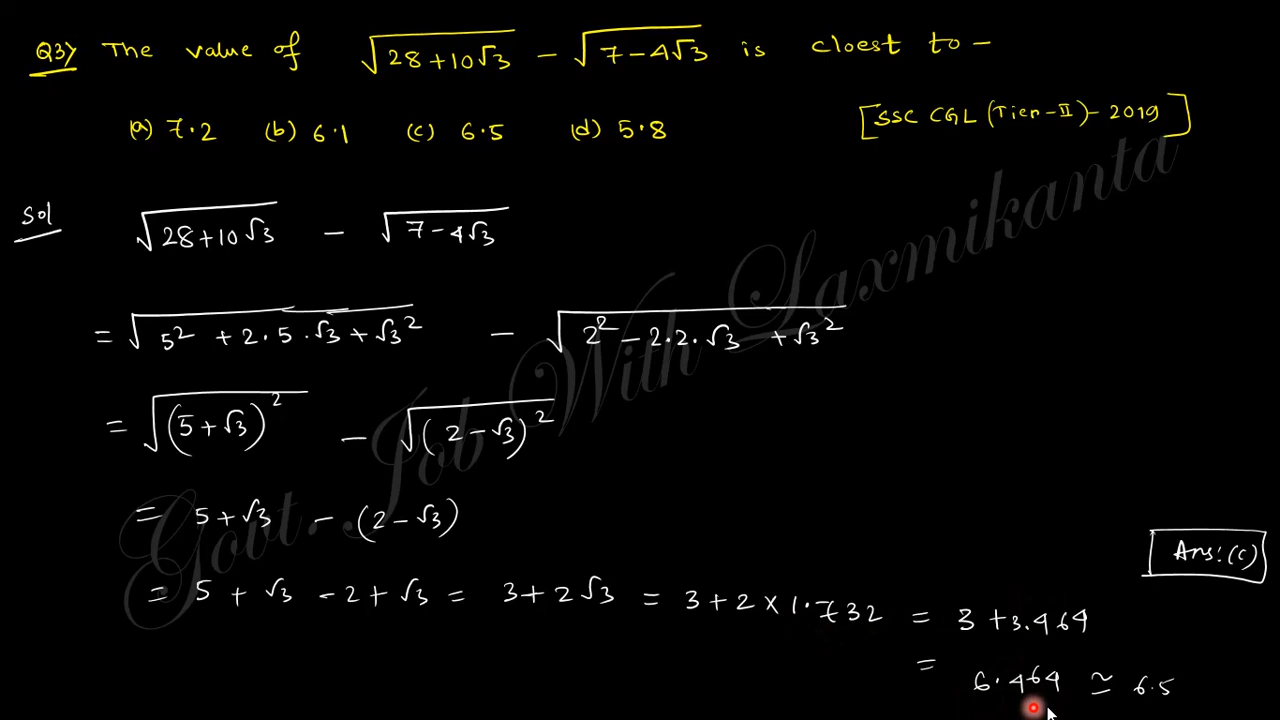 Q3) The value of √28+10√3 − √7−4√3 is cloest to −
(a) 7.2 (b) 6.1 (c) 6.5 (d) 5.8
[SSC CGL (Tier-II)- 2019]
Sol
√28+10√3 − √7−4√3
= √5² + 2·5·√3 + √3² − √2² − 2·2·√3 + √3²
= √(5+√3)² − √(2−√3)²
= 5+√3 − (2−√3)
= 5 + √3 − 2 + √3 = 3+2√3 = 3+2×1.732 = 3+3.464
= 6.464 ≃ 6.5
Ans: (c)
Govt. Job With Laxmikanta